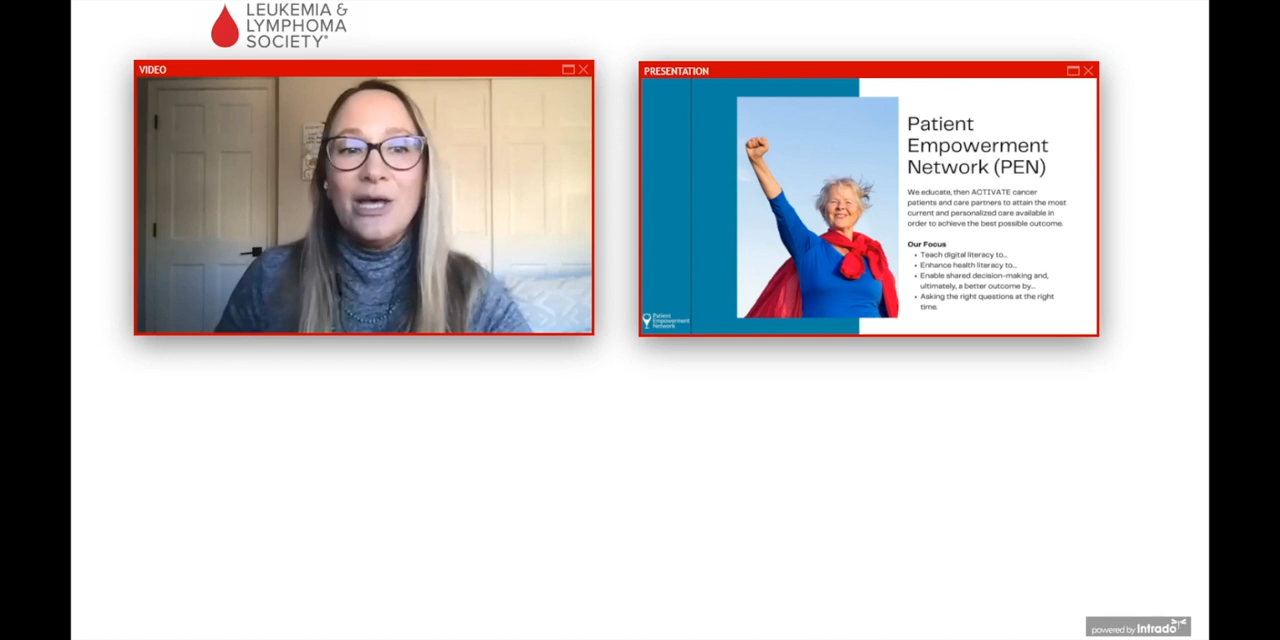 LEUKEMIA &
LYMPHOMA
SOCIETY®
VIDEO
PRESENTATION
Patient
Empowerment
Network (PEN)
We educate, then ACTIVATE cancer
patients and care partners to attain the most
current and personalized care available in
order to achieve the best possible outcome.
Our Focus
• Teach digital literacy to...
• Enhance health literacy to...
• Enable shared decision-making and,
ultimately, a better outcome by...
• Asking the right questions at the right
time.
Patient
Empowerment
Network
powered by intrado